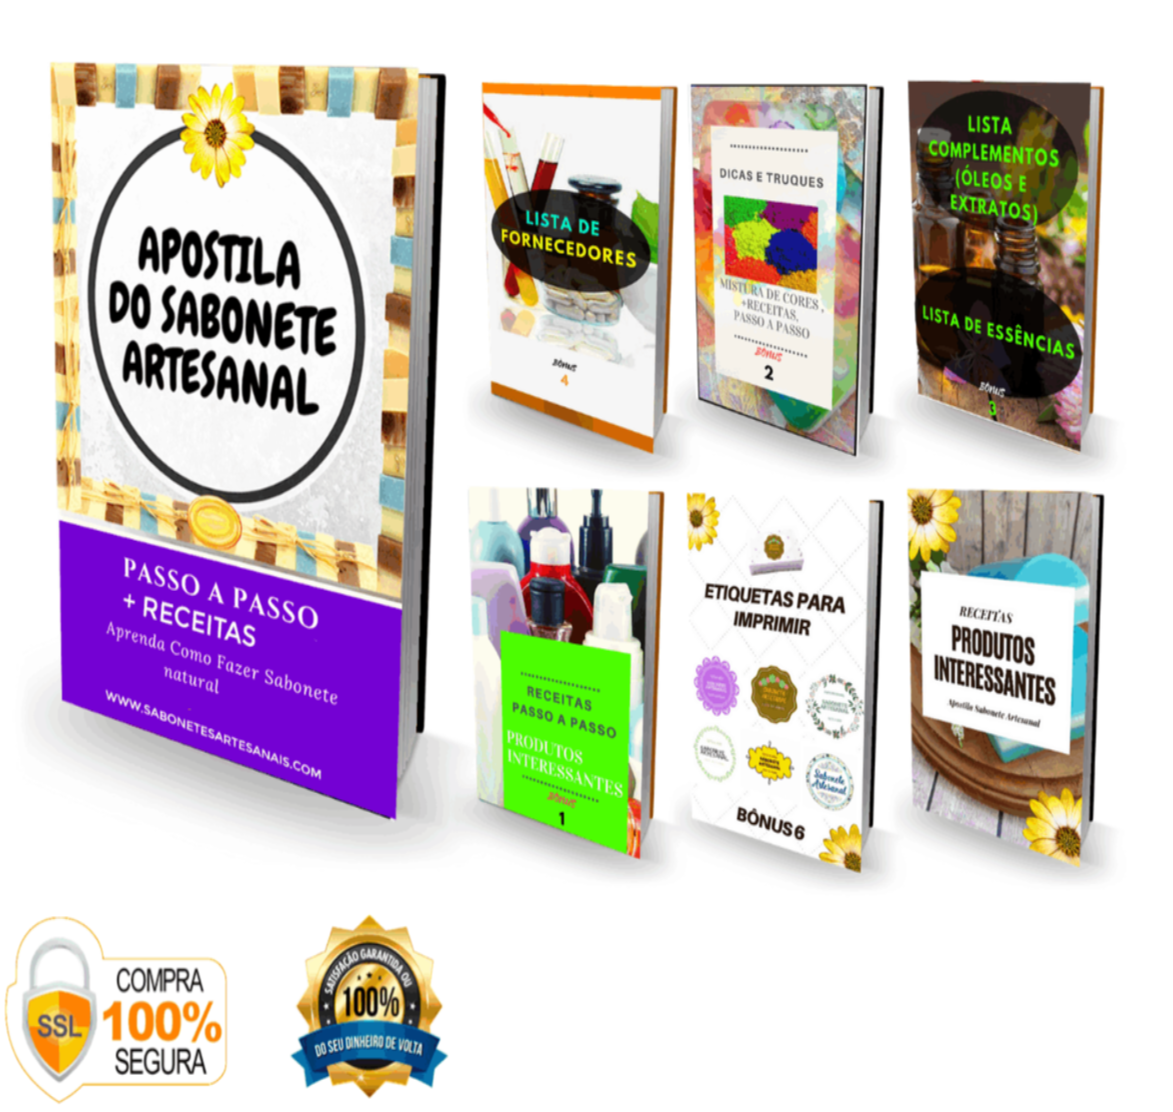 APOSTILA
DO SABONETE
ARTESANAL
PASSO A PASSO
+ RECEITAS
Aprenda Como Fazer Sabonete
natural
WWW.SABONETESARTESANAIS.COM
LISTA DE
FORNECEDORES
BÔNUS
4
DICAS E TRUQUES
MISTURA DE CORES ,
+RECEITAS,
PASSO A PASSO
BÔNUS
2
LISTA
COMPLEMENTOS
(ÓLEOS E
EXTRATOS)
LISTA DE ESSÊNCIAS
BÔNUS
3
RECEITAS
PASSO A PASSO
PRODUTOS
INTERESSANTES
BÔNUS
1
ETIQUETAS PARA
IMPRIMIR
Sabonete
Artesanal
BÔNUS 6
RECEITAS
PRODUTOS
INTERESSANTES
Apostila Sabonete Artesanal
SSL
COMPRA
100%
SEGURA
SATISFAÇÃO GARANTIDA OU
100%
DO SEU DINHEIRO DE VOLTA